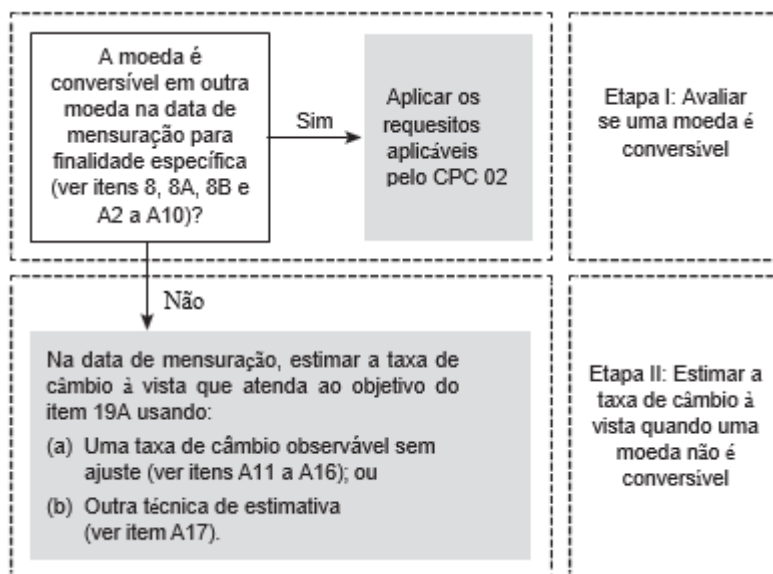 A moeda é
conversível em outra
moeda na data de
mensuração para
finalidade específica
(ver itens 8, 8A, 8B e
A2 a A10)?
Sim
Aplicar os
requesitos
aplicáveis
pelo CPC 02
Etapa I: Avaliar
se uma moeda é
conversível
Não
Na data de mensuração, estimar a taxa de
câmbio à vista que atenda ao objetivo do
item 19A usando:
(a) Uma taxa de câmbio observável sem
ajuste (ver itens A11 a A16); ou
(b) Outra técnica de estimativa
(ver item A17).
Etapa II: Estimar a
taxa de câmbio à
vista quando uma
moeda não é
conversível